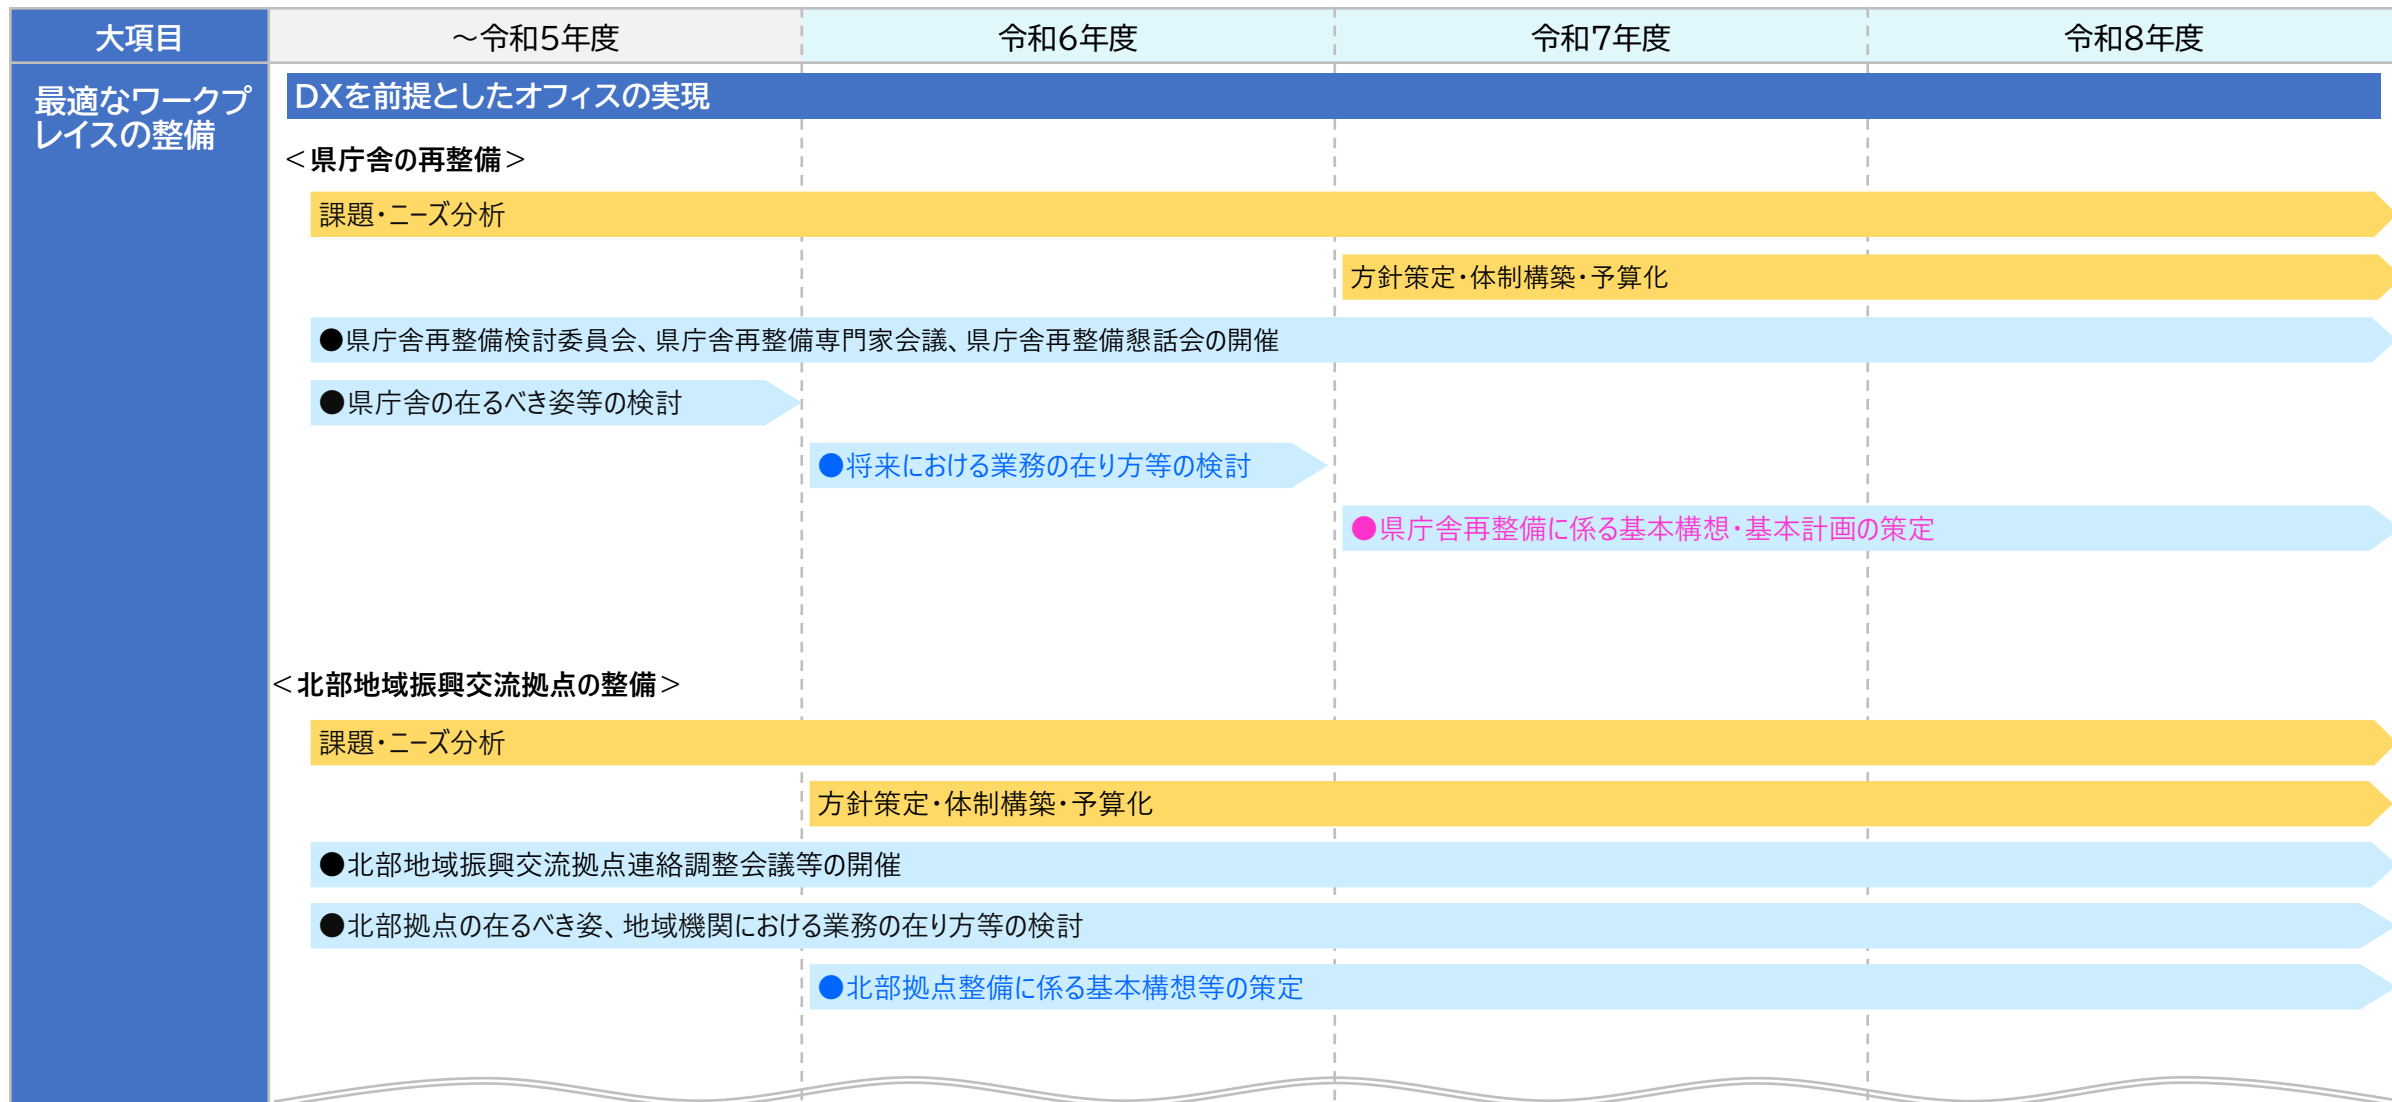 大項目
～令和5年度
令和6年度
令和7年度
令和8年度
最適なワークプ
レイスの整備
DXを前提としたオフィスの実現
＜県庁舎の再整備＞
課題・ニーズ分析
方針策定・体制構築・予算化
●県庁舎再整備検討委員会、県庁舎再整備専門家会議、県庁舎再整備懇話会の開催
●県庁舎の在るべき姿等の検討
●将来における業務の在り方等の検討
●県庁舎再整備に係る基本構想・基本計画の策定
＜北部地域振興交流拠点の整備＞
課題・ニーズ分析
方針策定・体制構築・予算化
●北部地域振興交流拠点連絡調整会議等の開催
●北部拠点の在るべき姿、地域機関における業務の在り方等の検討
●北部拠点整備に係る基本構想等の策定